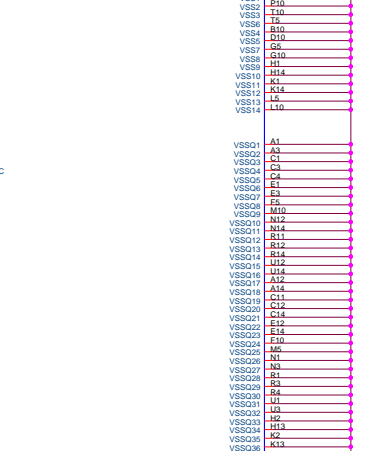 VSS2 P10
VSS3 T10
VSS6 T5
VSS4 B10
VSS5 D10
VSS7 G5
VSS8 G10
VSS9 H1
VSS10 H14
VSS11 K1
VSS12 K14
VSS13 L5
VSS14 L10
VSSQ1 A1
VSSQ2 A3
VSSQ3 C1
VSSQ4 C3
VSSQ5 C4
VSSQ6 E1
VSSQ7 E3
VSSQ8 F5
VSSQ9 M10
VSSQ10 N12
VSSQ11 N14
VSSQ12 R11
VSSQ13 R12
VSSQ14 R14
VSSQ15 U12
VSSQ16 U14
VSSQ17 A12
VSSQ18 A14
VSSQ19 C11
VSSQ20 C12
VSSQ21 C14
VSSQ22 E12
VSSQ23 E14
VSSQ24 F10
VSSQ25 M5
VSSQ26 N1
VSSQ27 N3
VSSQ28 R1
VSSQ29 R3
VSSQ30 R4
VSSQ31 U1
VSSQ32 U3
VSSQ33 H2
VSSQ34 H13
VSSQ35 K2
VSSQ36 K13